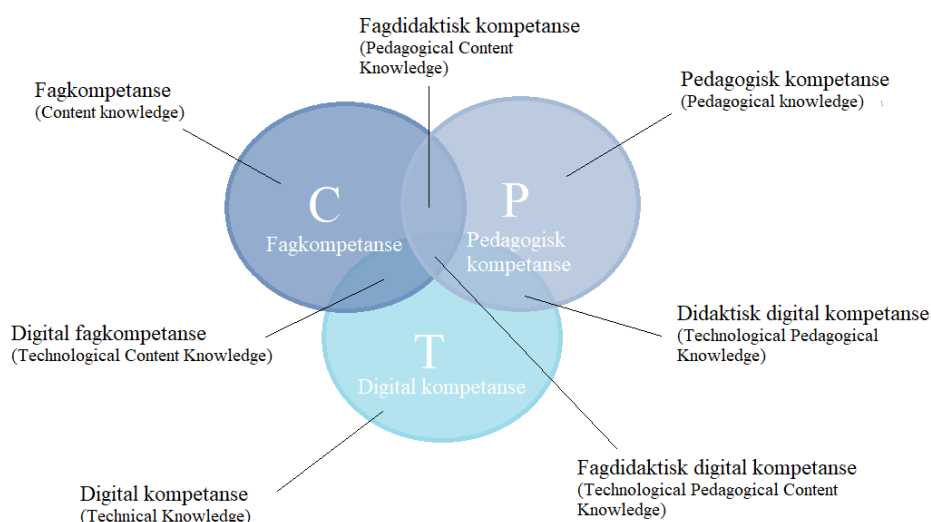 Fagdidaktisk kompetanse
(Pedagogical Content
Knowledge)
Fagkompetanse
(Content knowledge)
Pedagogisk kompetanse
(Pedagogical knowledge)
C
Fagkompetanse
P
Pedagogisk
kompetanse
Digital fagkompetanse
(Technological Content Knowledge)
Didaktisk digital kompetanse
(Technological Pedagogical
Knowledge)
T
Digital kompetanse
Fagdidaktisk digital kompetanse
(Technological Pedagogical Content
Knowledge)
Digital kompetanse
(Technical Knowledge)